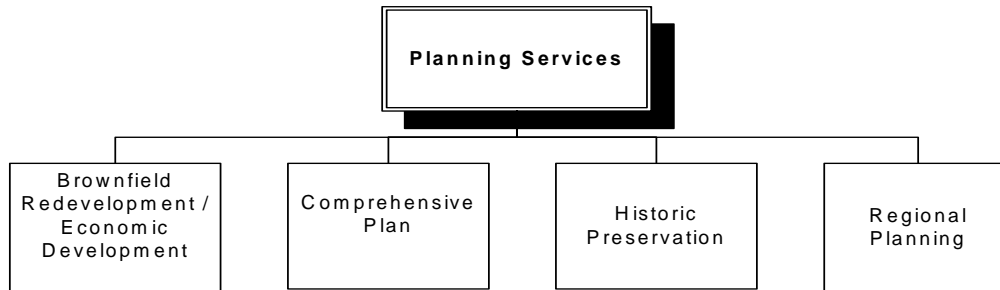 Planning Services
Brownfield
Redevelopment /
Economic
Development
Comprehensive
Plan
Historic
Preservation
Regional
Planning